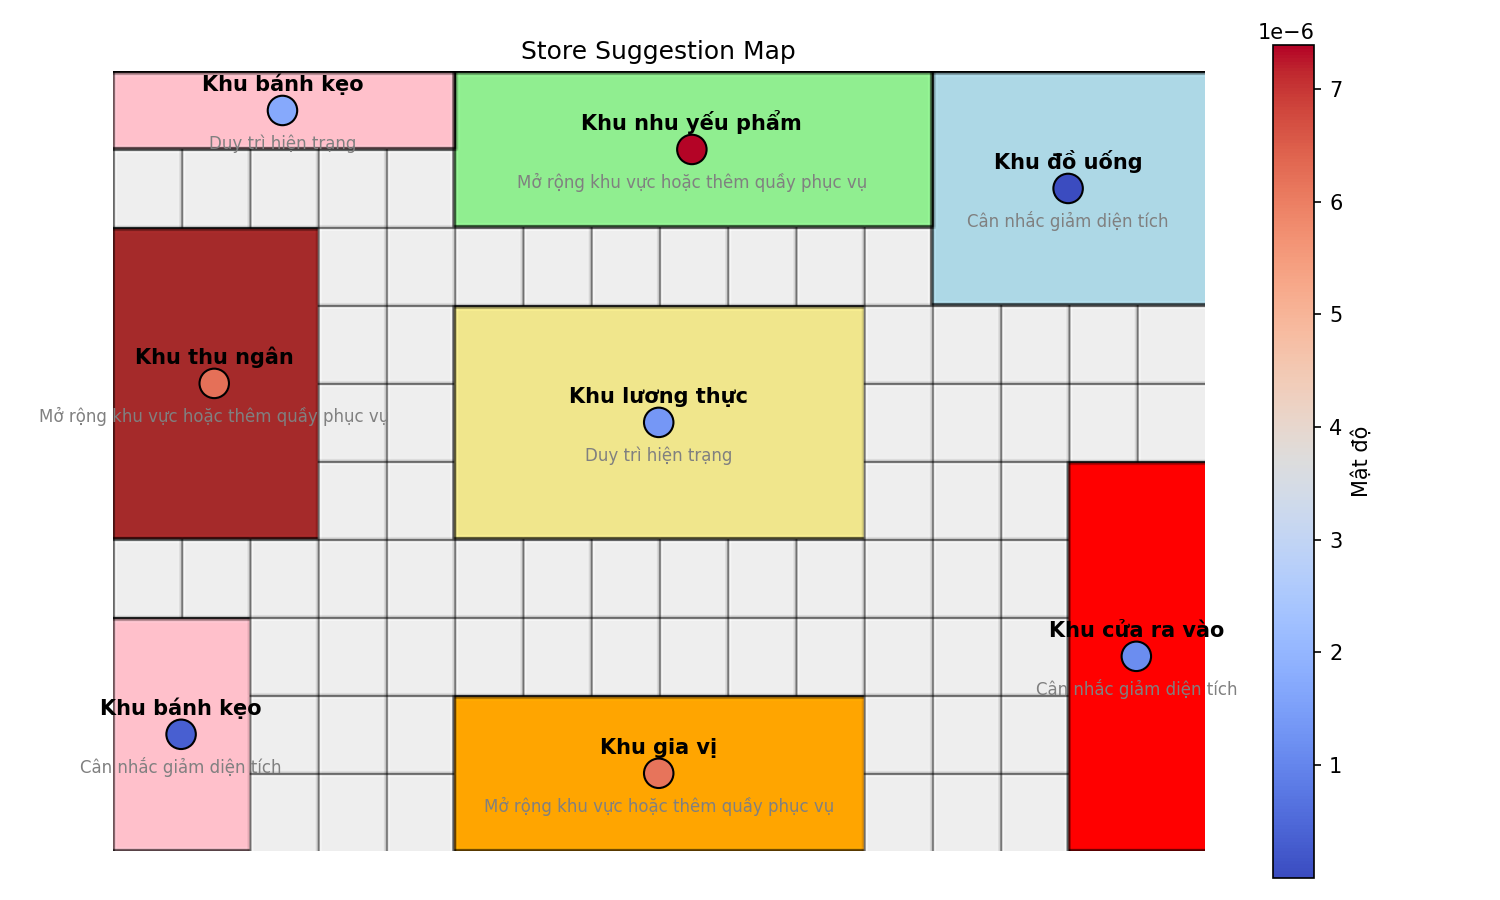 Store Suggestion Map
1e−6
Khu bánh kẹo
Duy trì hiện trạng
Khu nhu yếu phẩm
Mở rộng khu vực hoặc thêm quầy phục vụ
Khu đồ uống
Cân nhắc giảm diện tích
Khu thu ngân
Mở rộng khu vực hoặc thêm quầy phục vụ
Khu lương thực
Duy trì hiện trạng
Khu cửa ra vào
Cân nhắc giảm diện tích
Khu bánh kẹo
Cân nhắc giảm diện tích
Khu gia vị
Mở rộng khu vực hoặc thêm quầy phục vụ
7
6
5
4
3
2
1
Mật độ